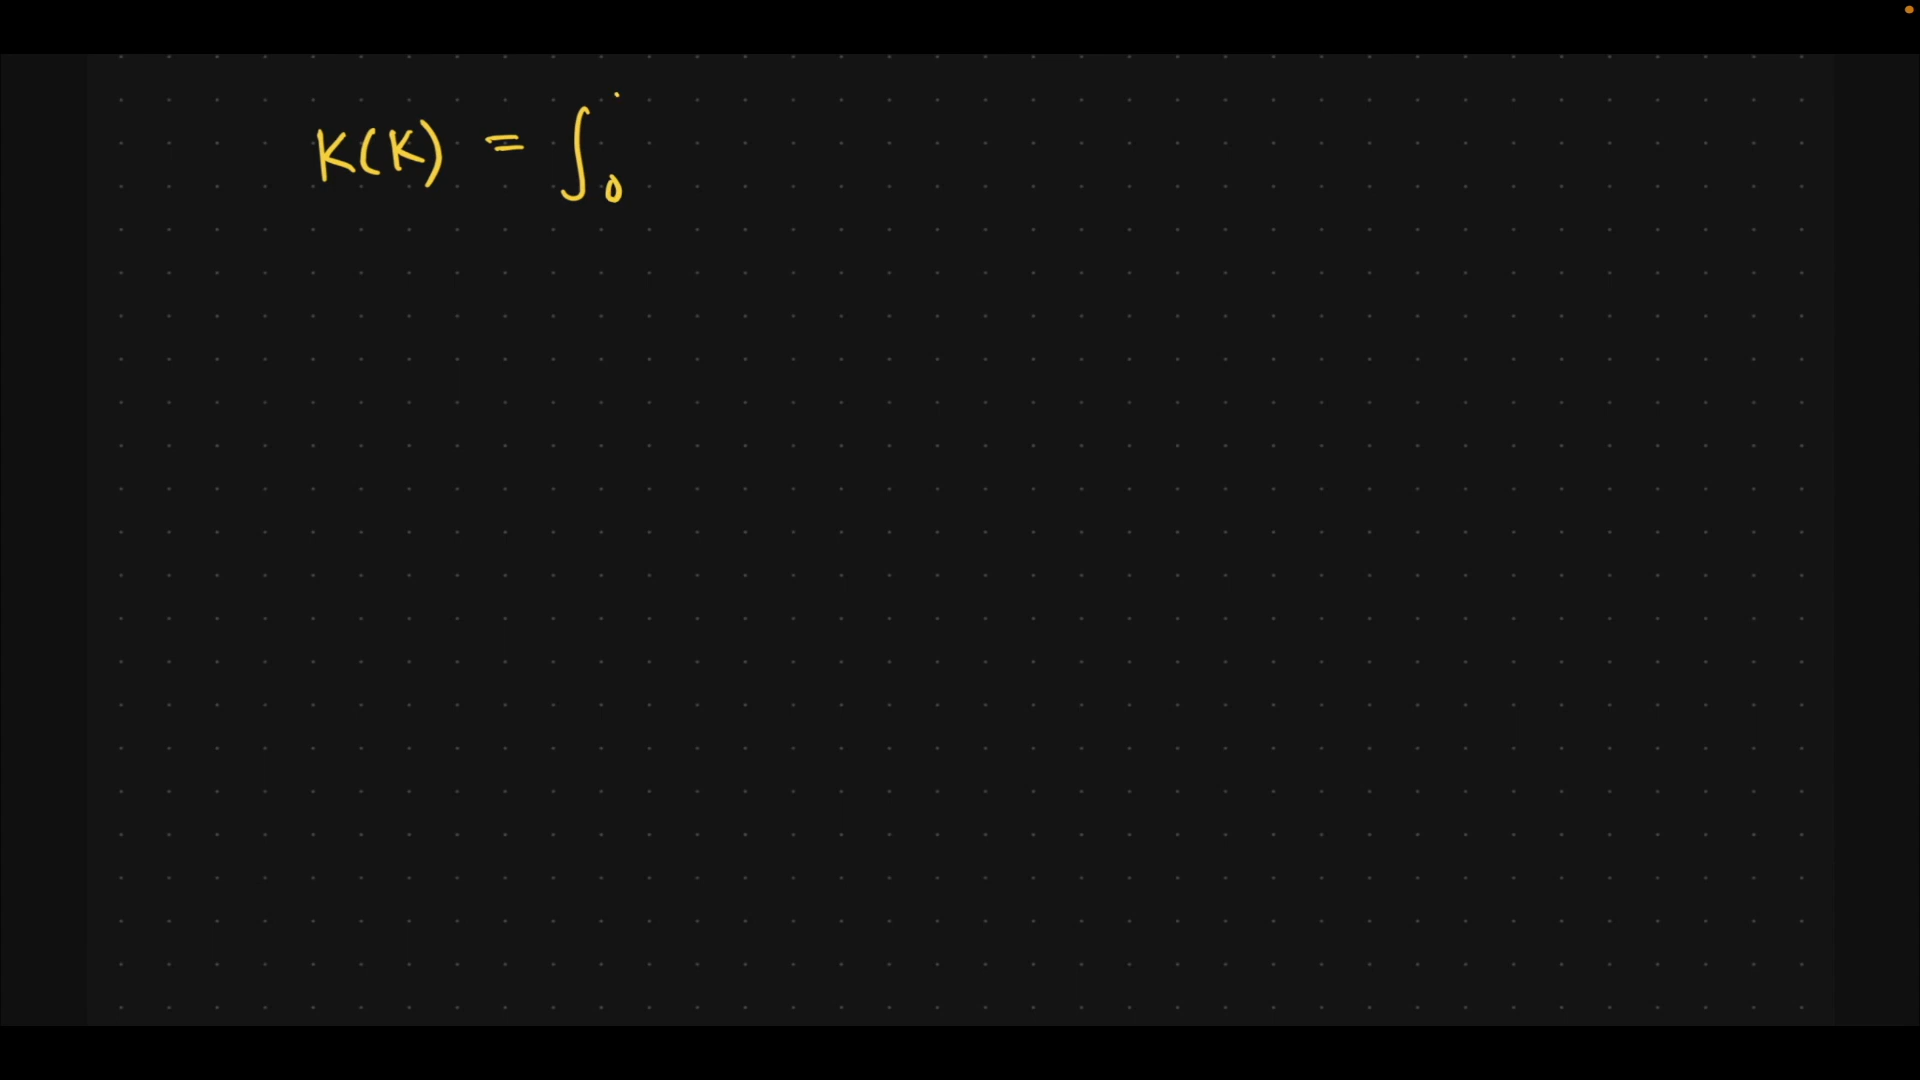 K(K) = ∫₀